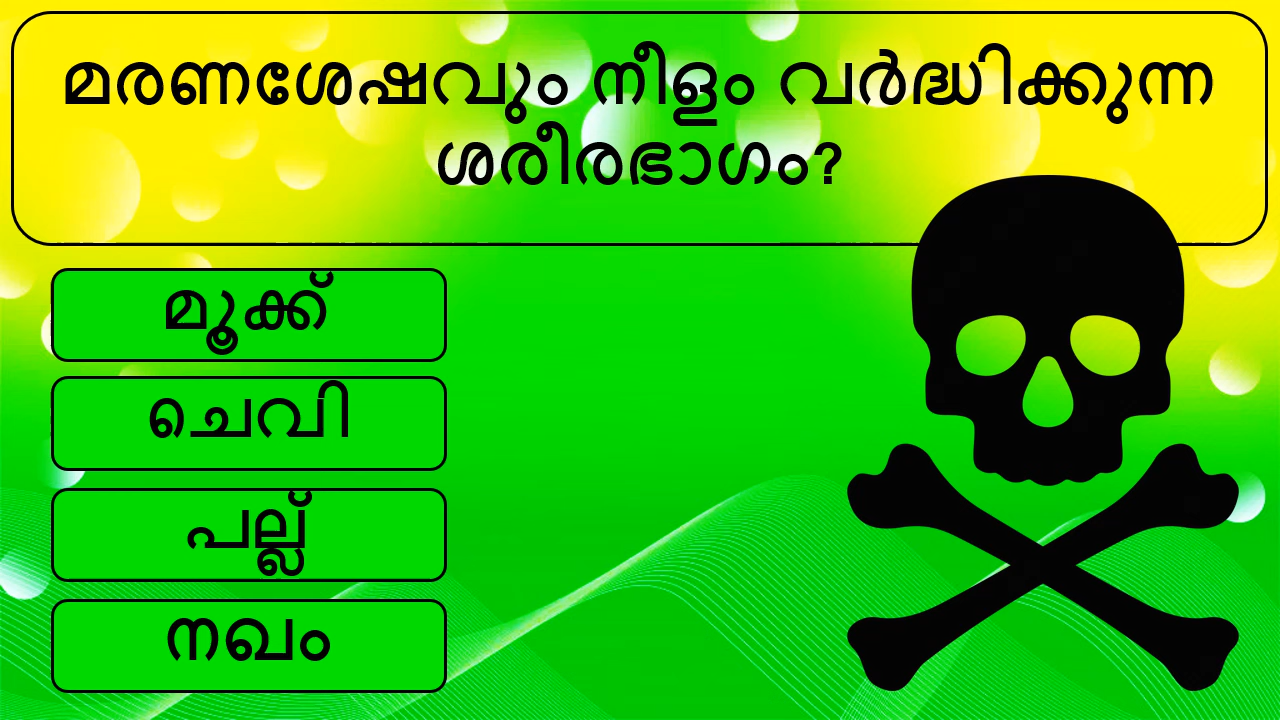 മരണശേഷവും നീളം വർദ്ധിക്കുന്ന
ശരീരഭാഗം?
മൂക്ക്
ചെവി
പല്ല്
നഖം